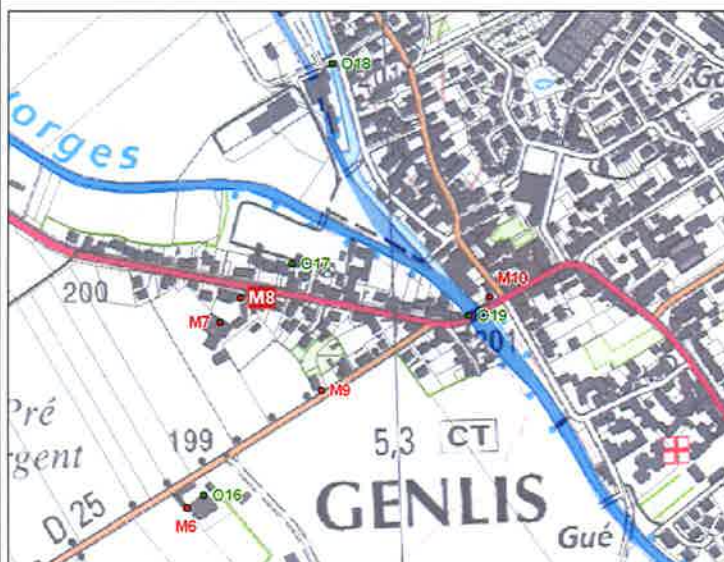 O18
orges
O17
200
M8
M10
M7
O19
201
M9
Pré
rgent
199
5,3
CT
O16
M6
GENLIS
D 25
Gué